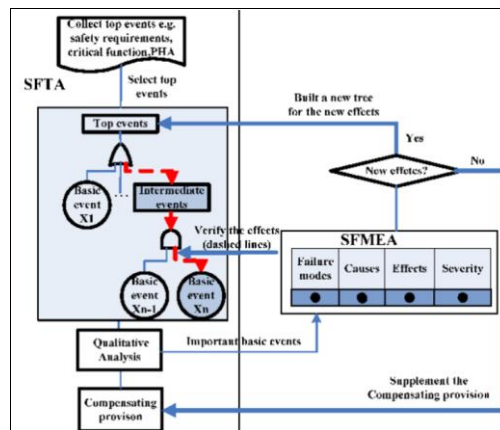 Collect top events e.g.
safety requirements,
critical function,PHA
SFTA
Select top
events
Top events
Basic
event
X1
....
Intermediate
events
Basic
event
Xn-1
Basic
event
Xn
Qualitative
Analysis
Compensating
provison
Built a new tree
for the new effects
Yes
No
New effetcs?
Verify the effects
(dashed lines)
SFMEA
Failure
modes
Causes
Effects
Severity
Important basic events
Supplement the
Compensating provision